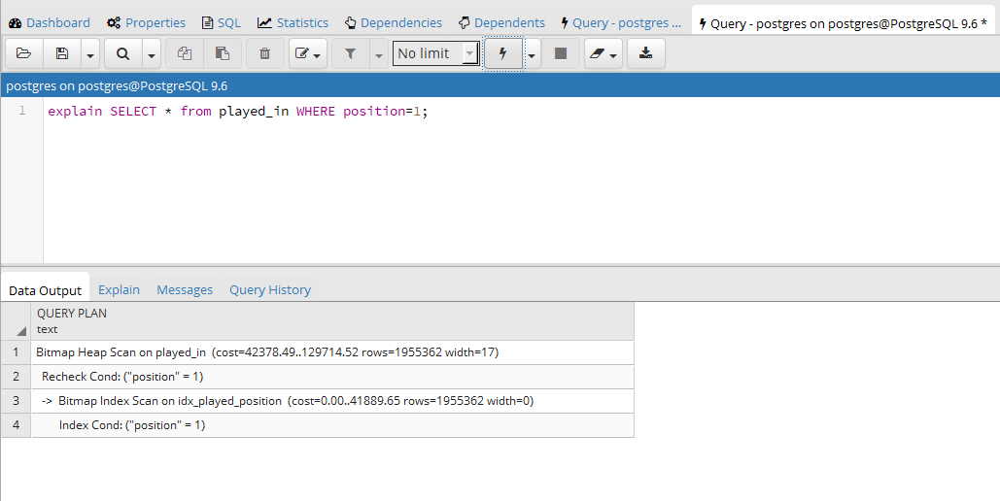 Dashboard Properties SQL Statistics Dependencies Dependents Query - postgres ... Query - postgres on postgres@PostgreSQL 9.6 *
No limit
postgres on postgres@PostgreSQL 9.6
1 explain SELECT * from played_in WHERE position=1;
Data Output Explain Messages Query History
QUERY PLAN
text
1 Bitmap Heap Scan on played_in (cost=42378.49..129714.52 rows=1955362 width=17)
2 Recheck Cond: ("position" = 1)
3 -> Bitmap Index Scan on idx_played_position (cost=0.00..41889.65 rows=1955362 width=0)
4 Index Cond: ("position" = 1)